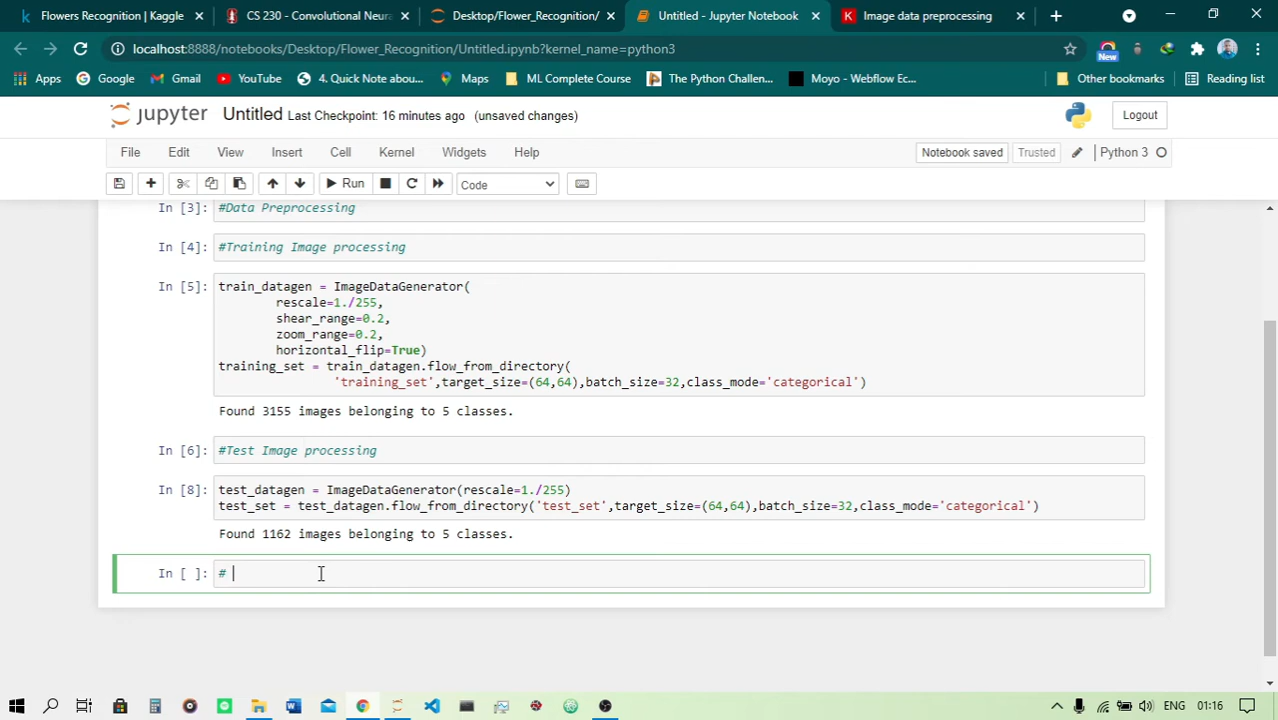 Flowers Recognition | Kaggle
CS 230 - Convolutional Neura
Desktop/Flower_Recognition/
Untitled - Jupyter Notebook
Image data preprocessing
localhost:8888/notebooks/Desktop/Flower_Recognition/Untitled.ipynb?kernel_name=python3
New
Apps
Google
Gmail
YouTube
4. Quick Note abou...
Maps
ML Complete Course
The Python Challen...
Moyo - Webflow Ec...
Other bookmarks
Reading list
jupyter Untitled Last Checkpoint: 16 minutes ago (unsaved changes)
Logout
File Edit View Insert Cell Kernel Widgets Help
Notebook saved Trusted Python 3
Run Code
In [3]: #Data Preprocessing
In [4]: #Training Image processing
In [5]: train_datagen = ImageDataGenerator(
rescale=1./255,
shear_range=0.2,
zoom_range=0.2,
horizontal_flip=True)
training_set = train_datagen.flow_from_directory(
'training_set',target_size=(64,64),batch_size=32,class_mode='categorical')
Found 3155 images belonging to 5 classes.
In [6]: #Test Image processing
In [8]: test_datagen = ImageDataGenerator(rescale=1./255)
test_set = test_datagen.flow_from_directory('test_set',target_size=(64,64),batch_size=32,class_mode='categorical')
Found 1162 images belonging to 5 classes.
In [ ]: #
ENG 01:16